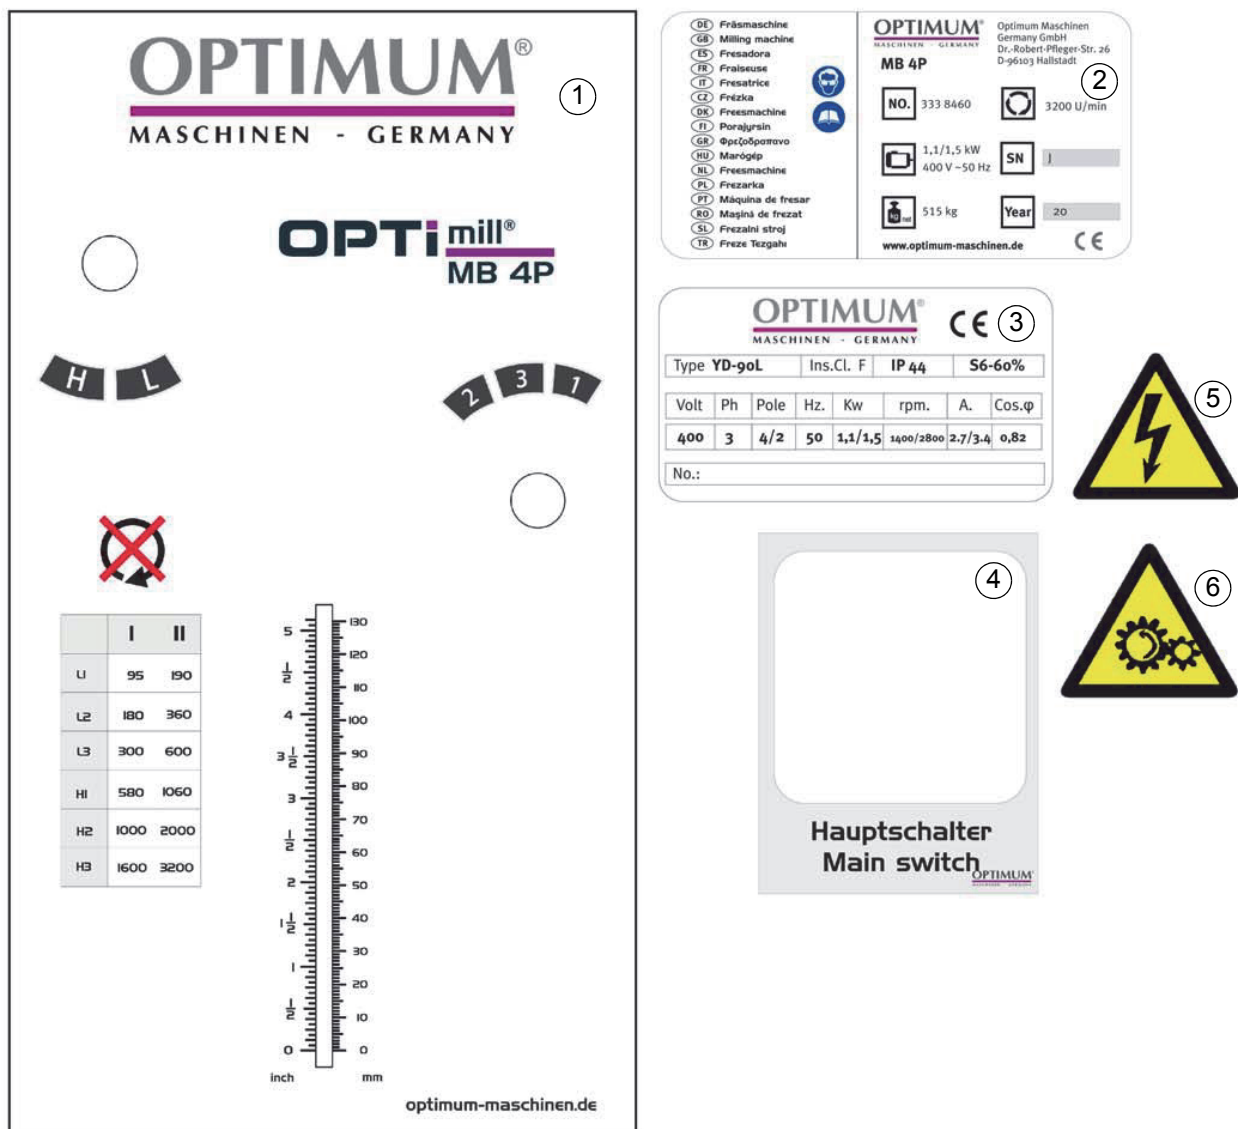 OPTIMUM®
MASCHINEN - GERMANY
1
OPTi mill®
MB 4P
H L
2 3 1
I II
L1 95 190
L2 180 360
L3 300 600
H1 580 1060
H2 1000 2000
H3 1600 3200
5
1/2
4
3 1/2
3
1/2
2
1 1/2
1
1/2
0
inch
130
120
110
100
90
80
70
60
50
40
30
20
10
0
mm
optimum-maschinen.de
DE Fräsmaschine
GB Milling machine
ES Fresadora
FR Fraiseuse
IT Fresatrice
CZ Frézka
DK Freesmachine
FI Porajyrsin
GR Φρεζοδραπανο
HU Marógép
NL Freesmachine
PL Frezarka
PT Máquina de fresar
RO Maşină de frezat
SL Frezalni stroj
TR Freze Tezgahı
OPTIMUM®
MASCHINEN - GERMANY
Optimum Maschinen
Germany GmbH
Dr.-Robert-Pfleger-Str. 26
D-96103 Hallstadt
MB 4P
2
NO. 333 8460
3200 U/min
1,1/1,5 kW
400 V ~50 Hz
SN J
kg net 515 kg
Year 20
www.optimum-maschinen.de
CE
OPTIMUM®
MASCHINEN - GERMANY
CE
3
Type YD-90L Ins.Cl. F IP 44 S6-60%
Volt Ph Pole Hz. Kw rpm. A. Cos.φ
400 3 4/2 50 1,1/1,5 1400/2800 2.7/3.4 0,82
No.:
5
4
Hauptschalter
Main switch
OPTIMUM®
MASCHINEN - GERMANY
6